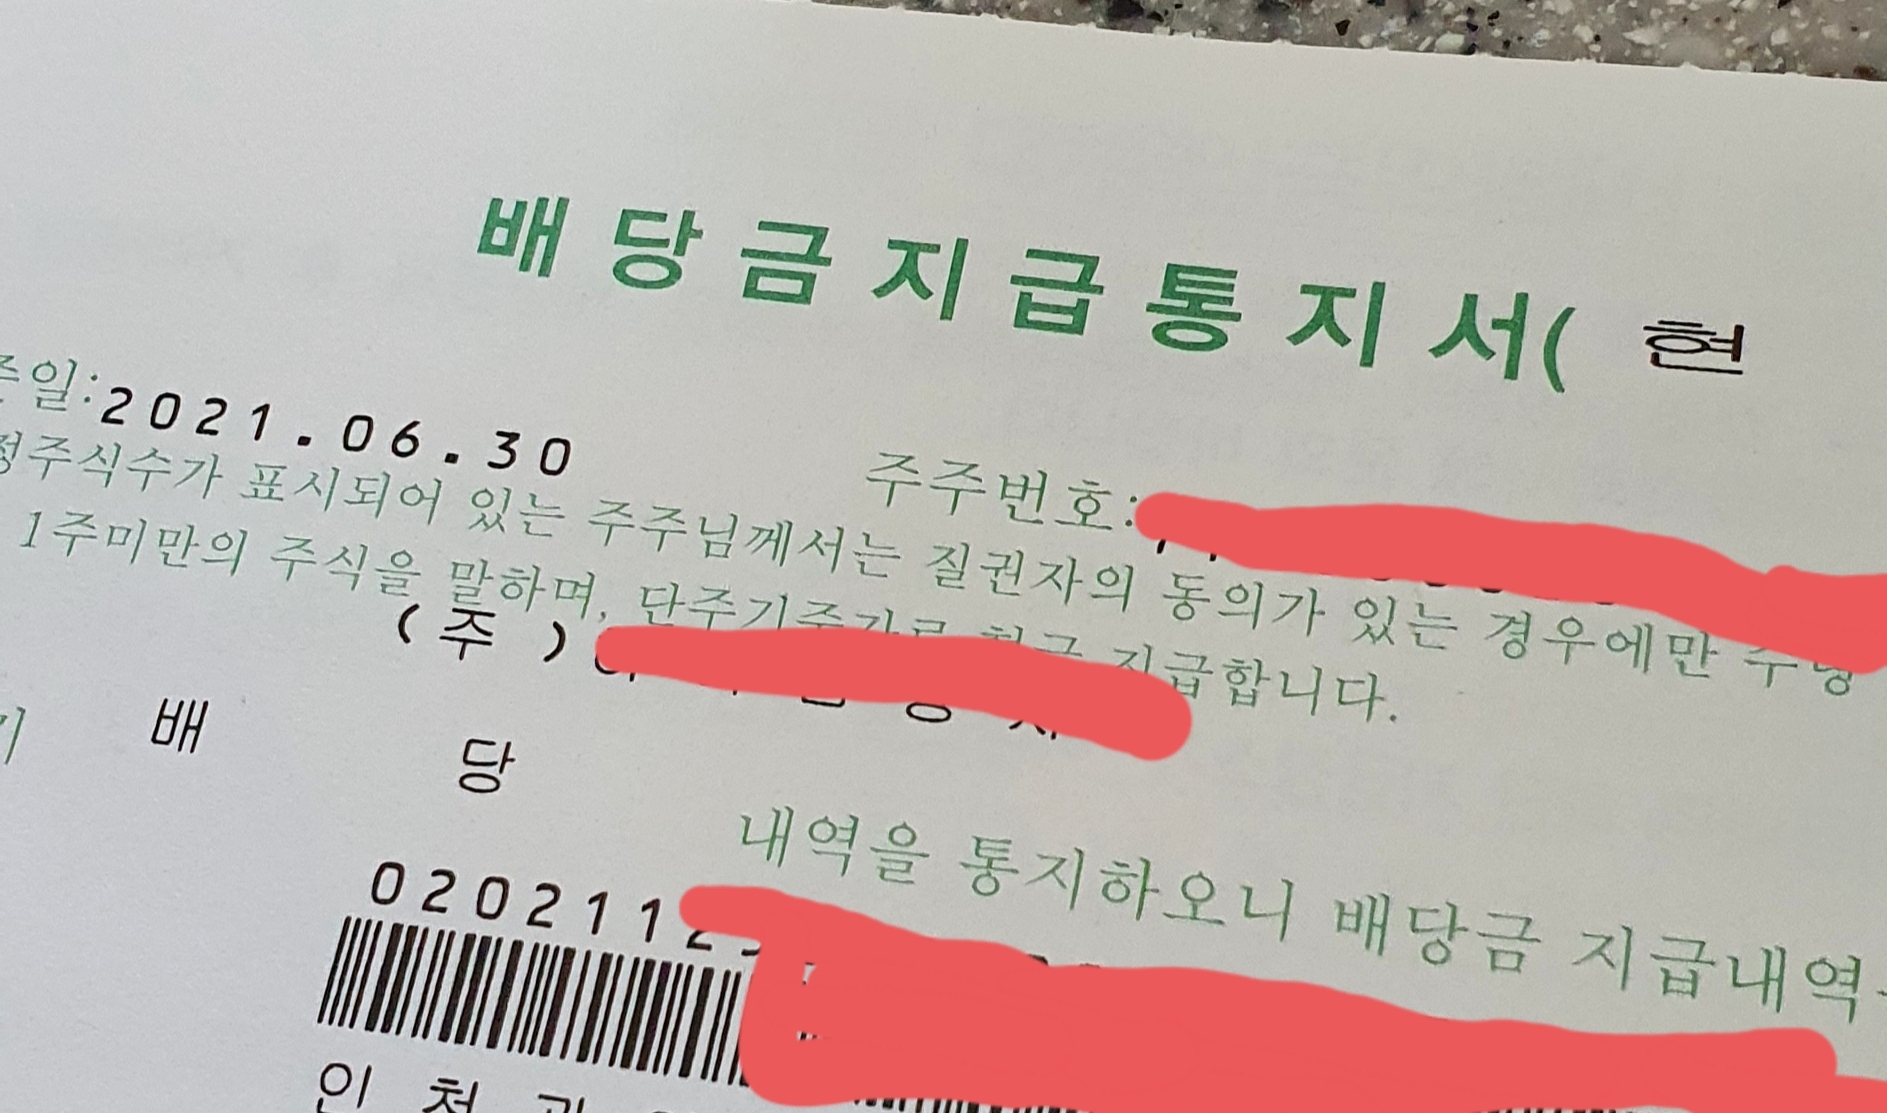 배당금지급통지서( 현
준일:2021.06.30
주주번호:
정주식수가 표시되어 있는 주주님께서는 질권자의 동의가 있는 경우에만
1주미만의 주식을 말하며, 단주기준가로 현금 지급합니다.
(주)
배 당
내역을 통지하오니 배당금 지급내역
0202112
인 천